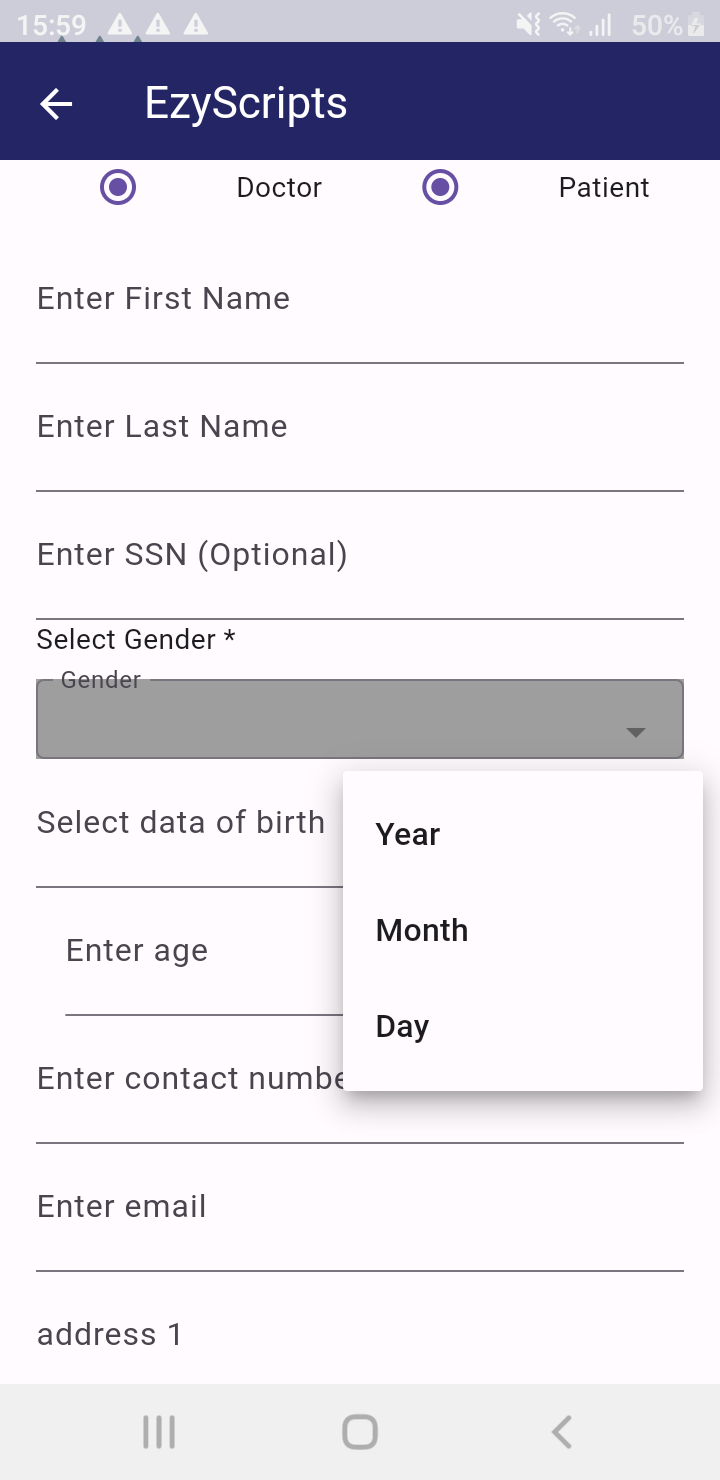 15:59 50%
EzyScripts
Doctor Patient
Enter First Name
Enter Last Name
Enter SSN (Optional)
Select Gender *
Gender
Select data of birth
Year
Enter age
Month
Day
Enter contact numbe
Enter email
address 1